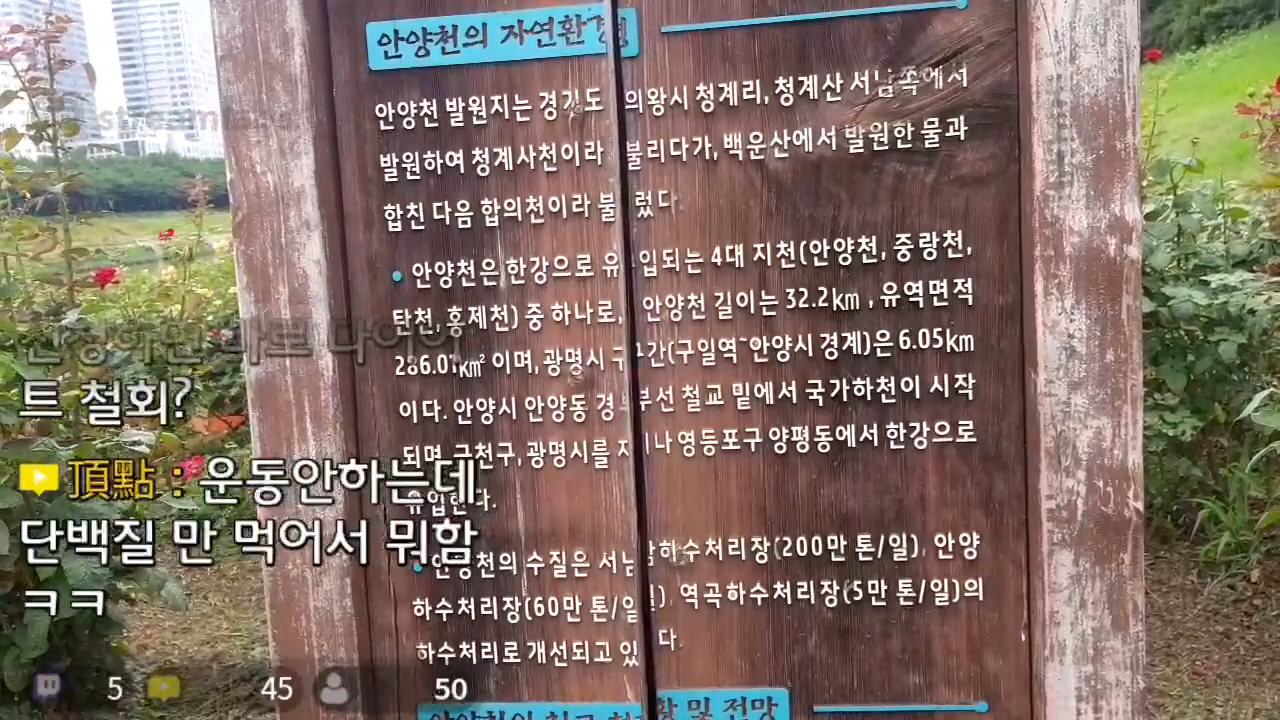 안양천의 자연환경
안양천 발원지는 경기도 의왕시 청계리, 청계산 서남쪽에서
발원하여 청계사천이라 불리다가, 백운산에서 발원한 물과
합친 다음 합의천이라 불렀다.
• 안양천은 한강으로 유입되는 4대 지천(안양천, 중랑천,
탄천, 홍제천) 중 하나로, 안양천 길이는 32.2㎞ , 유역면적
286.01㎢ 이며, 광명시 구간(구일역~안양시 경계)은 6.05㎞
이다. 안양시 안양동 경부선 철교 밑에서 국가하천이 시작
되며 금천구, 광명시를 지나 영등포구 양평동에서 한강으로
유입한다.
• 안양천의 수질은 서남하수처리장(200만 톤/일), 안양
하수처리장(60만 톤/일), 역곡하수처리장(5만 톤/일)의
하수처리로 개선되고 있다.
및 전망
바로 다이어
트 철회?
頂點 : 운동안하는데
단백질 만 먹어서 뭐함
ㅋㅋ
5 45 50